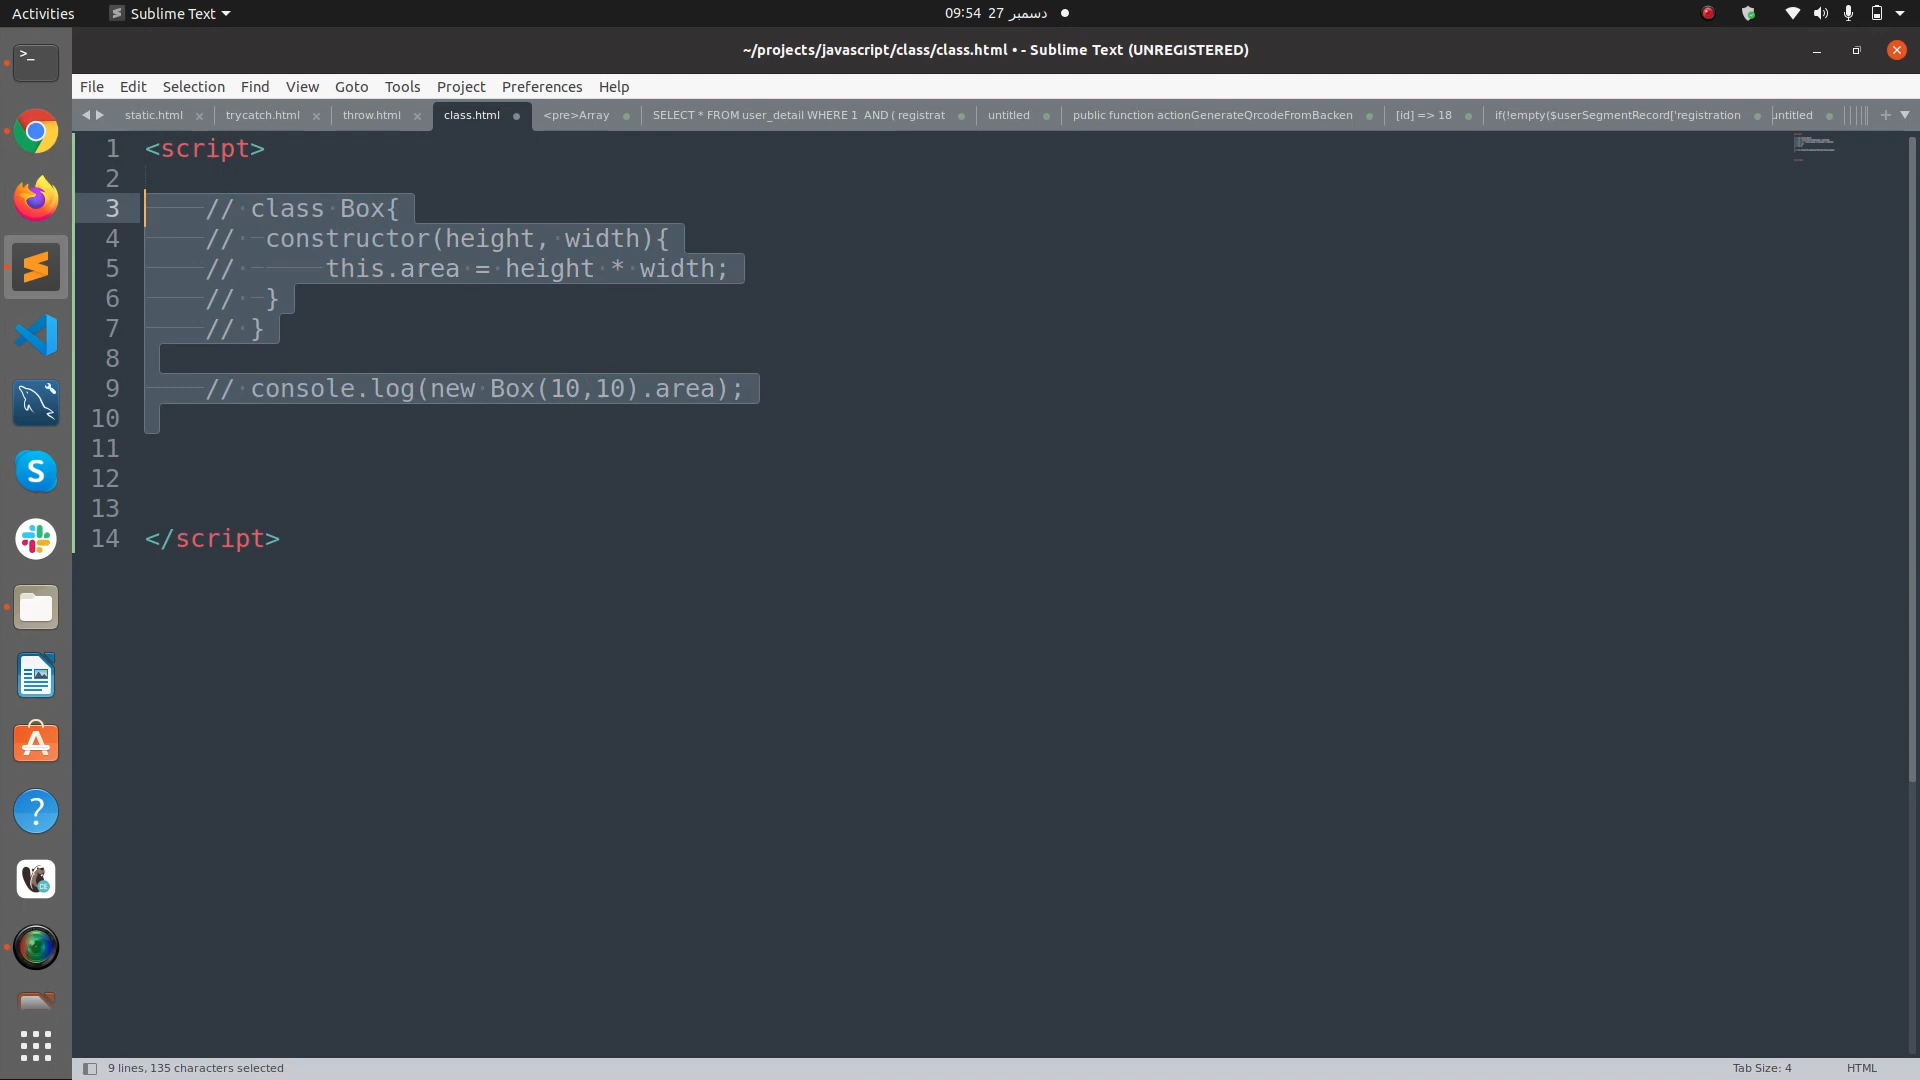 Activities Sublime Text 09:54 27 دسمبر
~/projects/javascript/class/class.html • - Sublime Text (UNREGISTERED)
File Edit Selection Find View Goto Tools Project Preferences Help
static.html trycatch.html throw.html class.html <pre>Array SELECT * FROM user_detail WHERE 1 AND ( registrat untitled public function actionGenerateQrcodeFromBacken [id] => 18 if(!empty($userSegmentRecord['registration untitled
1 <script>
2
3 // class Box{
4 // constructor(height, width){
5 // this.area = height * width;
6 // }
7 // }
8
9 // console.log(new Box(10,10).area);
10
11
12
13
14 </script>
9 lines, 135 characters selected Tab Size: 4 HTML